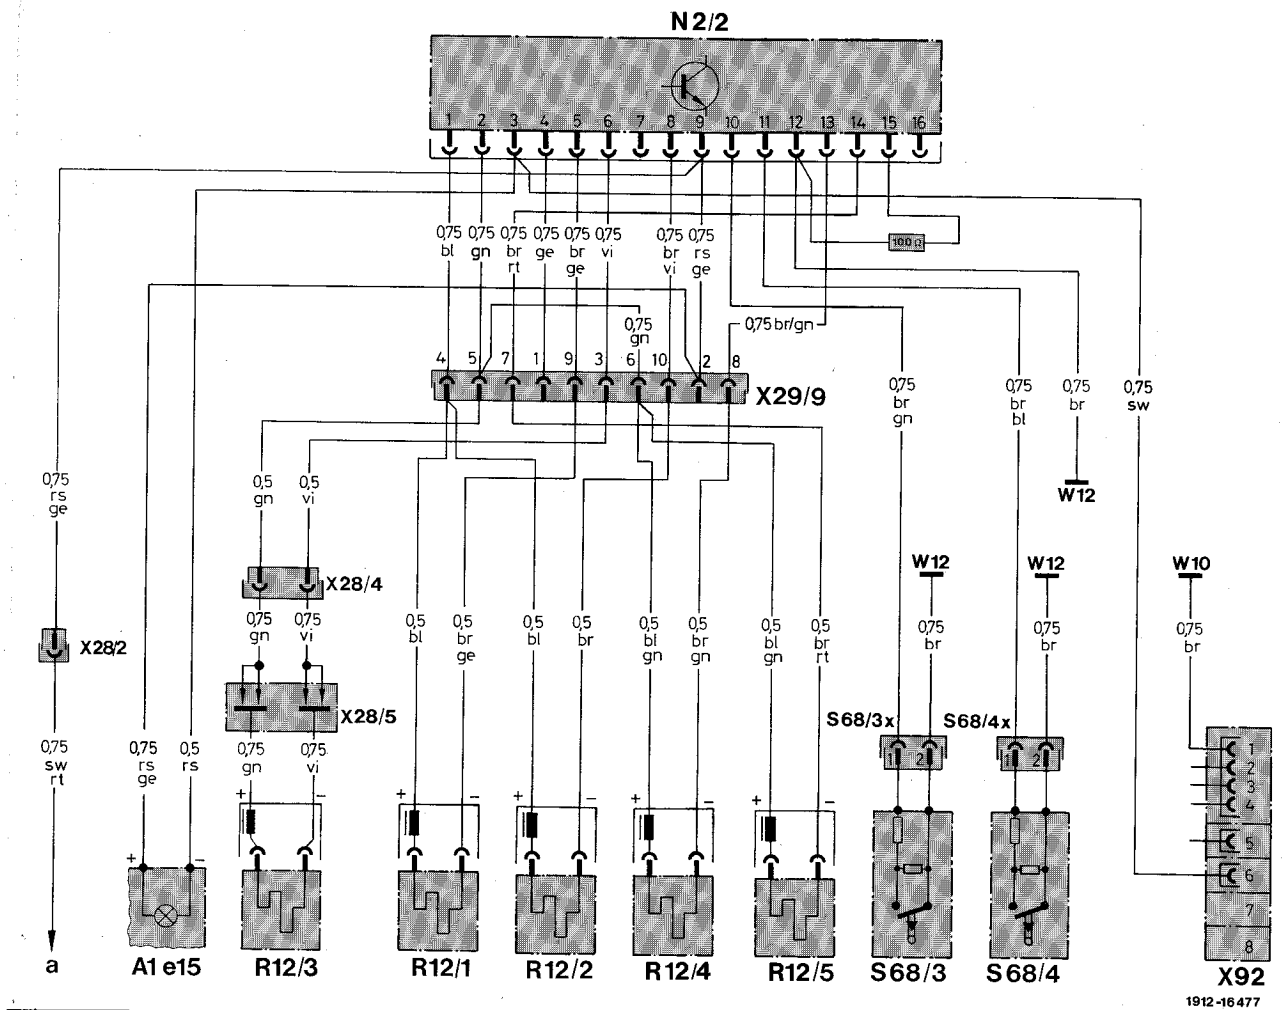 N 2/2
1 2 3 4 5 6 7 8 9 10 11 12 13 14 15 16
0,75 0,75 0,75 0,75 0,75 0,75 0,75 0,75
bl gn br ge br vi br rs
rt ge vi ge
100 Ω
0,75
gn
0,75 br/gn
4 5 7 1 9 3 6 10 2 8
X29/9
0,75 0,75 0,75 0,75
br br br sw
gn bl
0,75
rs
ge
0,5 0,5
gn vi
W12
W12 W12 W10
X28/4
0,75 0,75
gn vi
0,5 0,5 0,5 0,5 0,5 0,5 0,5 0,5
bl br bl br bl br bl br
ge gn gn gn rt
0,75 0,75 0,75
br br br
X28/2
X28/5
S68/3x S68/4x
0,75 0,75 0,5 0,75 0,75
sw rs rs gn vi
rt ge
1 2 1 2
1
2
3
4
5
6
7
8
+ − + − + − + − + −
+ −
a A1 e15 R12/3 R12/1 R12/2 R12/4 R12/5 S68/3 S68/4 X92
1912-16477